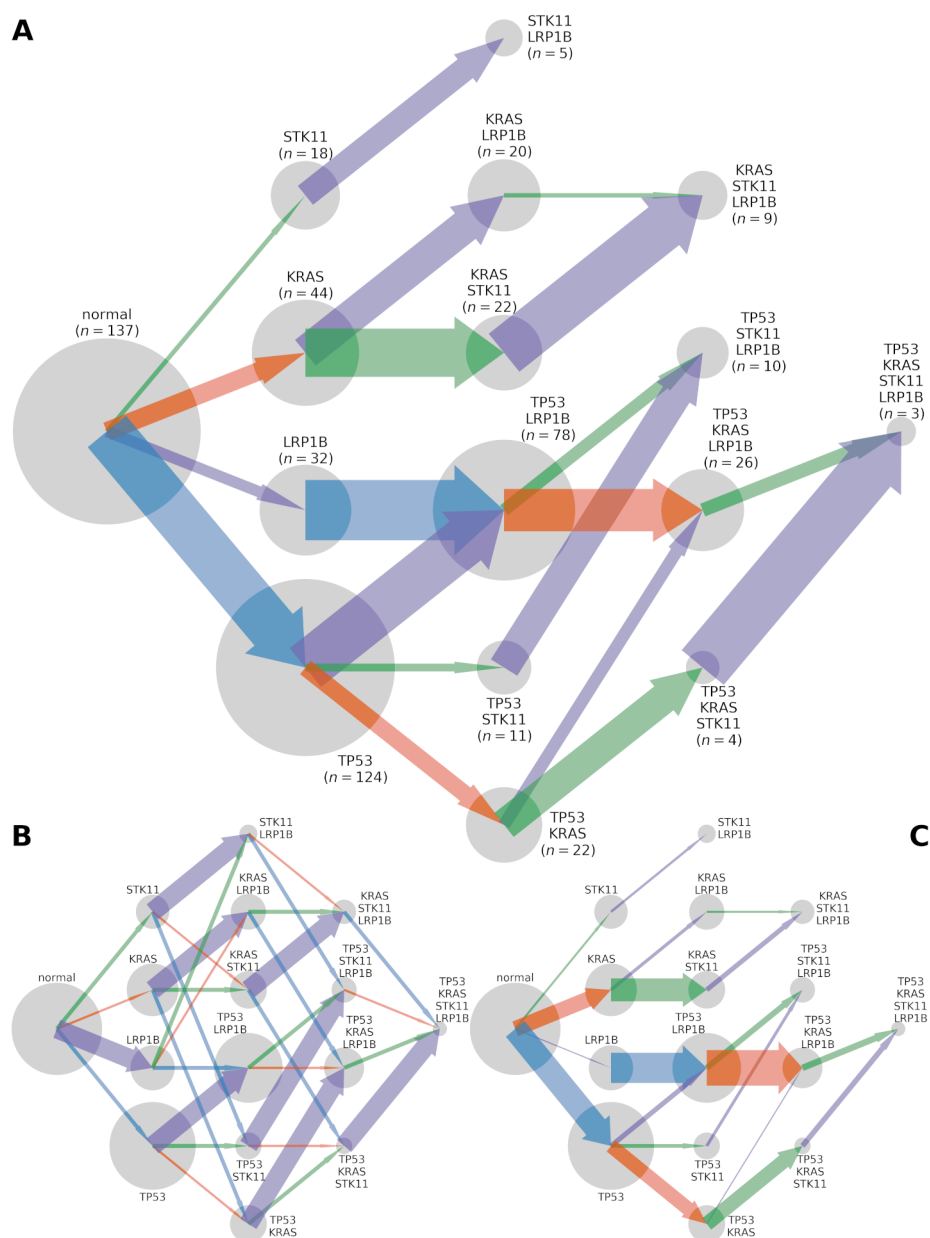 A
STK11
LRP1B
(n = 5)
STK11
(n = 18)
KRAS
LRP1B
(n = 20)
KRAS
STK11
LRP1B
(n = 9)
normal
(n = 137)
KRAS
(n = 44)
KRAS
STK11
(n = 22)
TP53
STK11
LRP1B
(n = 10)
TP53
KRAS
STK11
LRP1B
(n = 3)
LRP1B
(n = 32)
TP53
LRP1B
(n = 78)
TP53
KRAS
LRP1B
(n = 26)
TP53
(n = 124)
TP53
STK11
(n = 11)
TP53
KRAS
STK11
(n = 4)
TP53
KRAS
(n = 22)
B
STK11
LRP1B
STK11
KRAS
LRP1B
KRAS
STK11
LRP1B
normal
KRAS
KRAS
STK11
TP53
STK11
LRP1B
TP53
KRAS
STK11
LRP1B
LRP1B
TP53
LRP1B
TP53
KRAS
LRP1B
TP53
TP53
STK11
TP53
KRAS
STK11
TP53
KRAS
C
STK11
LRP1B
STK11
KRAS
LRP1B
KRAS
STK11
LRP1B
normal
KRAS
KRAS
STK11
TP53
STK11
LRP1B
TP53
KRAS
STK11
LRP1B
LRP1B
TP53
LRP1B
TP53
KRAS
LRP1B
TP53
TP53
STK11
TP53
KRAS
STK11
TP53
KRAS